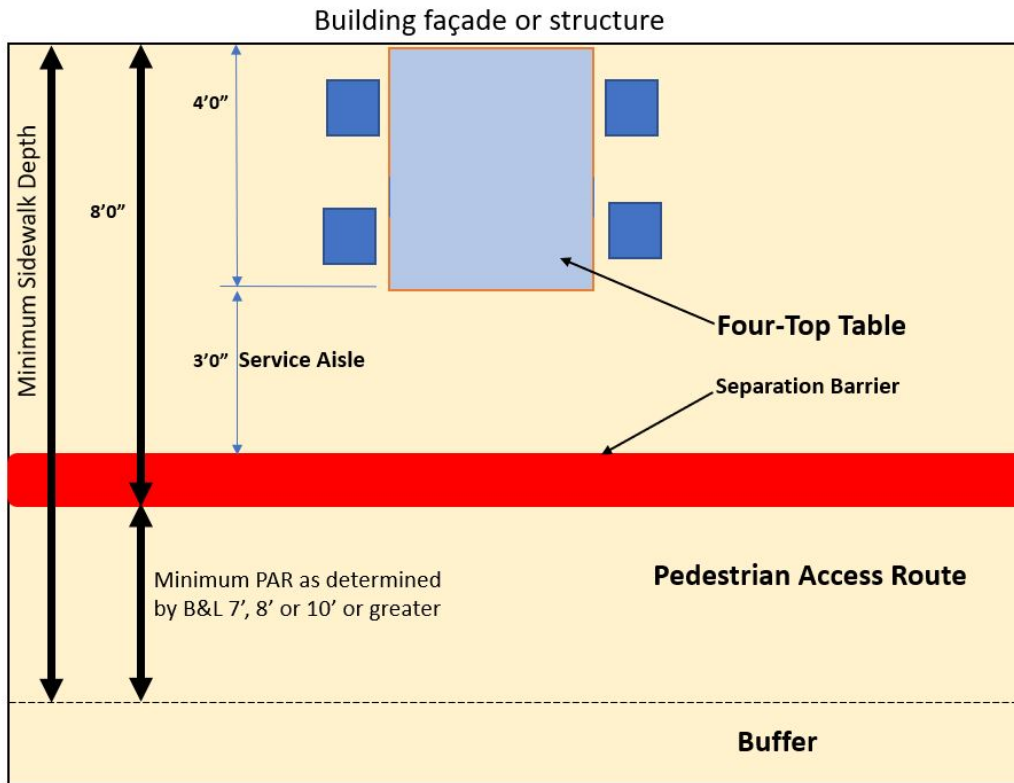 Building façade or structure
Minimum Sidewalk Depth
4’0”
8’0”
Four-Top Table
3’0” Service Aisle
Separation Barrier
Minimum PAR as determined
by B&L 7’, 8’ or 10’ or greater
Pedestrian Access Route
Buffer